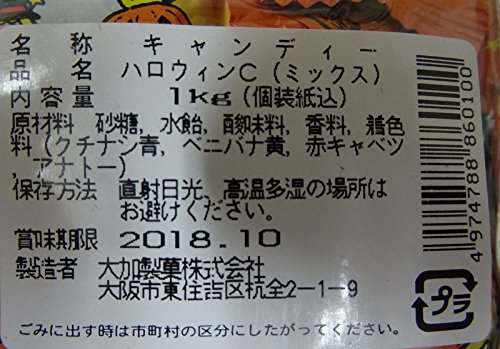 名称 キャンディー
品名 ハロウィンC(ミックス)
内容量 1kg(個装紙込)
原材料 砂糖, 水飴, 酸味料, 香料, 着色
料(クチナシ青, ベニバナ黄, 赤キャベツ
, アナトー)
保存方法 直射日光、高温多湿の場所は
お避けください。
賞味期限 2018.10
製造者 大加製菓株式会社
大阪市東住吉区杭全2-1-9
ごみに出す時は市町村の区分にしたがってください。
4974788860100
プラ